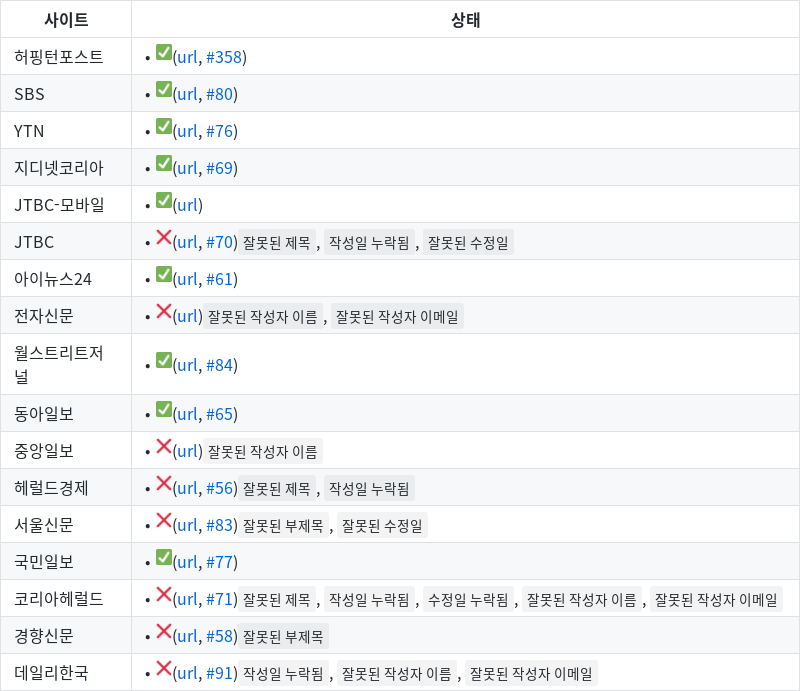 사이트 상태
허핑턴포스트 • ✅(url, #358)
SBS • ✅(url, #80)
YTN • ✅(url, #76)
지디넷코리아 • ✅(url, #69)
JTBC-모바일 • ✅(url)
JTBC • ❌(url, #70) 잘못된 제목 , 작성일 누락됨 , 잘못된 수정일
아이뉴스24 • ✅(url, #61)
전자신문 • ❌(url) 잘못된 작성자 이름 , 잘못된 작성자 이메일
월스트리트저
널 • ✅(url, #84)
동아일보 • ✅(url, #65)
중앙일보 • ❌(url) 잘못된 작성자 이름
헤럴드경제 • ❌(url, #56) 잘못된 제목 , 작성일 누락됨
서울신문 • ❌(url, #83) 잘못된 부제목 , 잘못된 수정일
국민일보 • ✅(url, #77)
코리아헤럴드 • ❌(url, #71) 잘못된 제목 , 작성일 누락됨 , 수정일 누락됨 , 잘못된 작성자 이름 , 잘못된 작성자 이메일
경향신문 • ❌(url, #58) 잘못된 부제목
데일리한국 • ❌(url, #91) 작성일 누락됨 , 잘못된 작성자 이름 , 잘못된 작성자 이메일